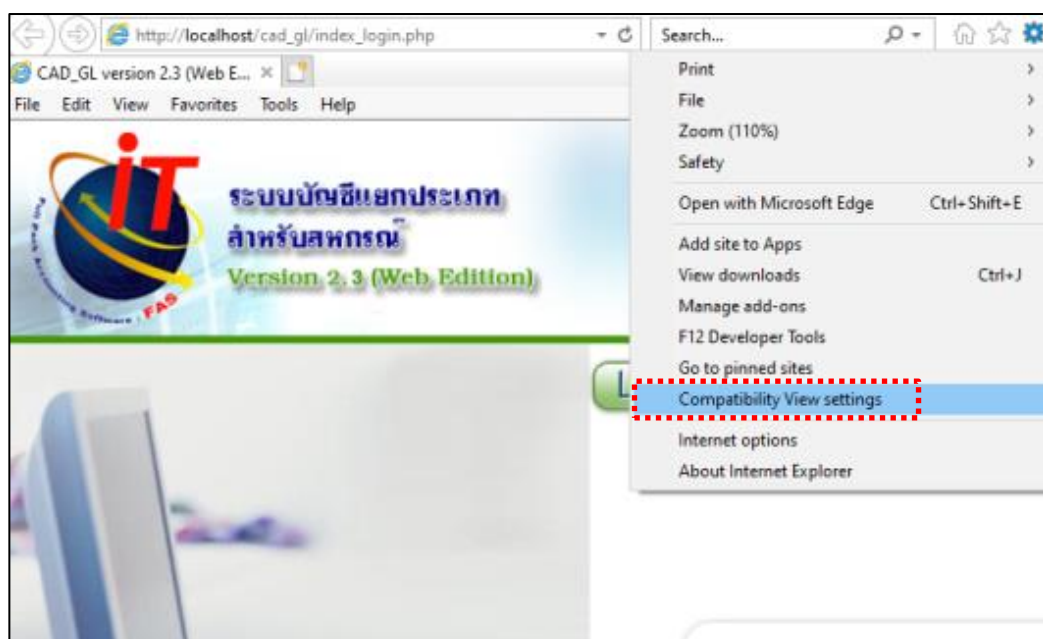 http://localhost/cad_gl/index_login.php
Search...
CAD_GL version 2.3 (Web E...
File Edit View Favorites Tools Help
iT
ระบบบัญชีแยกประเภท
สำหรับสหกรณ์
Version 2.3 (Web Edition)
Full Pack Accounting Software : FAS
Print
File
Zoom (110%)
Safety
Open with Microsoft Edge Ctrl+Shift+E
Add site to Apps
View downloads Ctrl+J
Manage add-ons
F12 Developer Tools
Go to pinned sites
Compatibility View settings
Internet options
About Internet Explorer